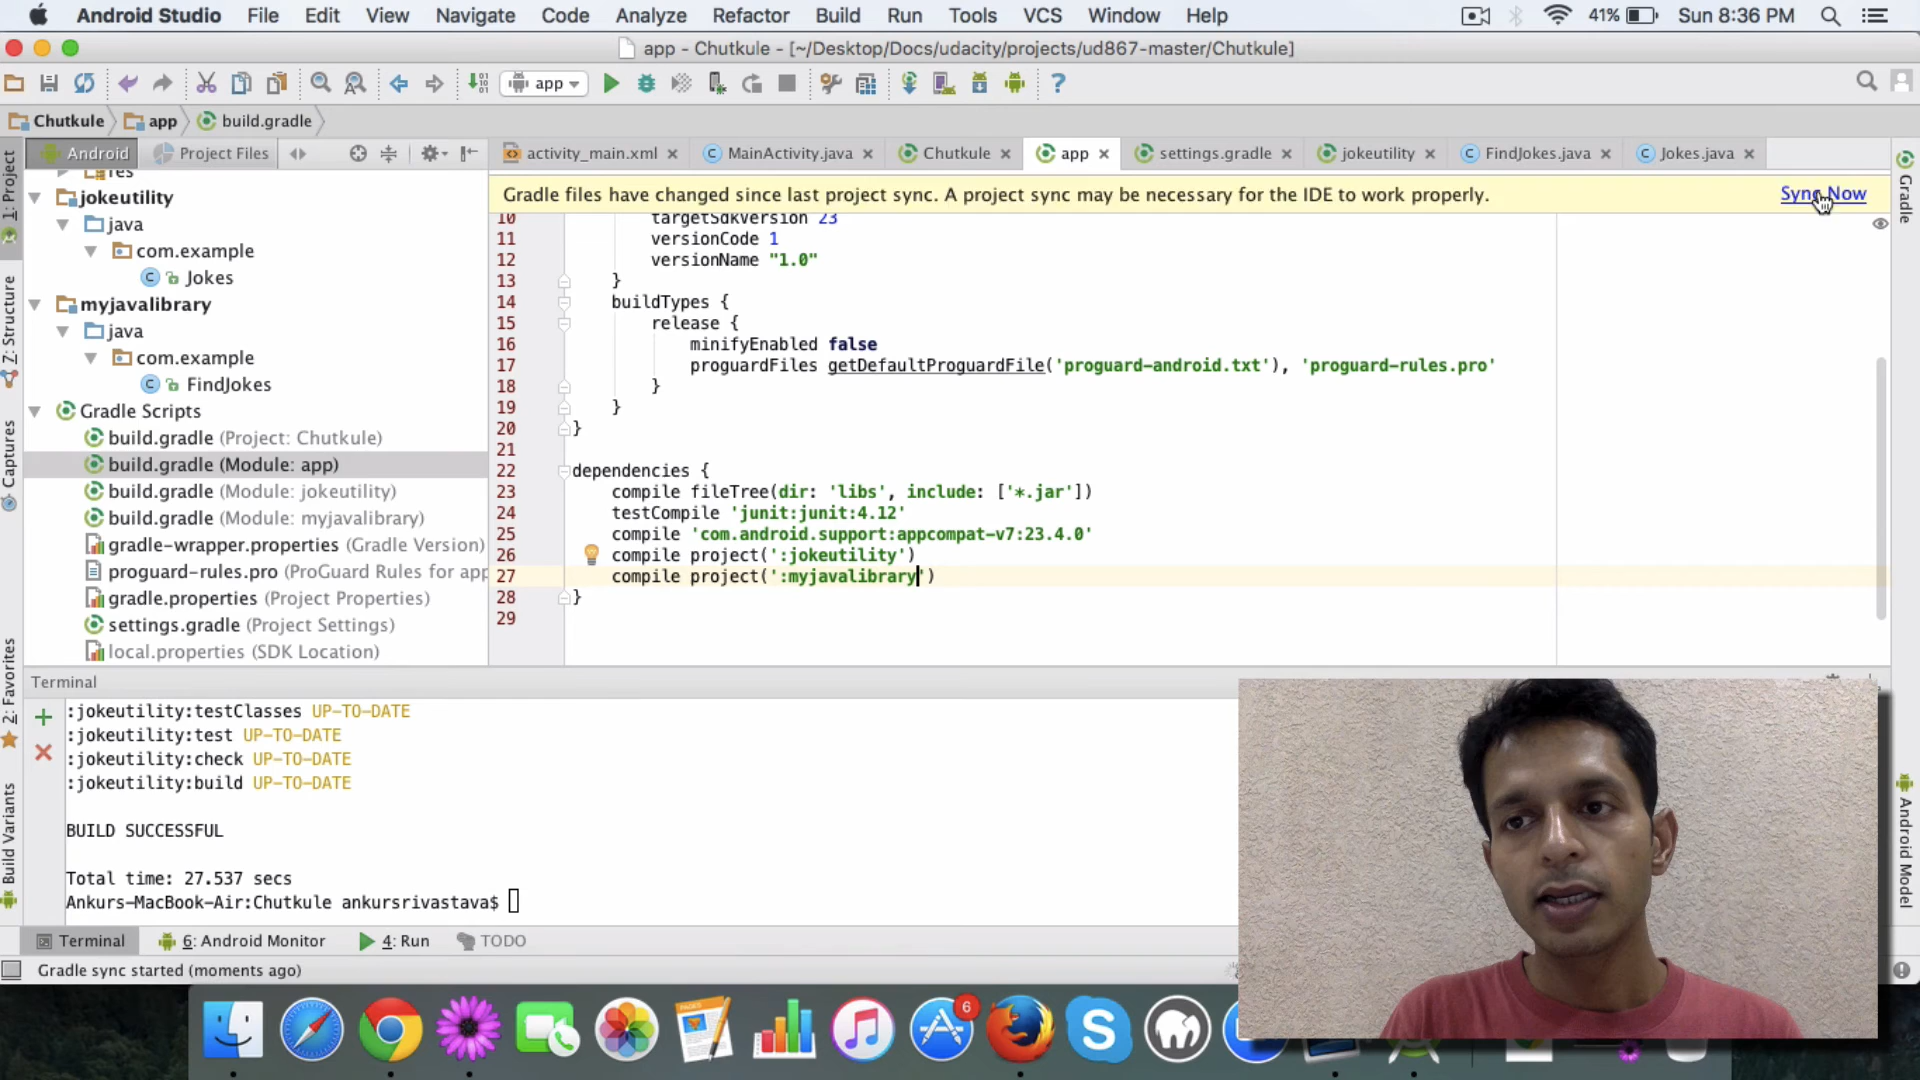 Android Studio File Edit View Navigate Code Analyze Refactor Build Run Tools VCS Window Help 41% Sun 8:36 PM
app - Chutkule - [~/Desktop/Docs/udacity/projects/ud867-master/Chutkule]
app
Chutkule app build.gradle
Android Project Files activity_main.xml MainActivity.java Chutkule app settings.gradle jokeutility FindJokes.java Jokes.java
Gradle files have changed since last project sync. A project sync may be necessary for the IDE to work properly. Sync Now
res
jokeutility
java
com.example
Jokes
myjavalibrary
java
com.example
FindJokes
Gradle Scripts
build.gradle (Project: Chutkule)
build.gradle (Module: app)
build.gradle (Module: jokeutility)
build.gradle (Module: myjavalibrary)
gradle-wrapper.properties (Gradle Version)
proguard-rules.pro (ProGuard Rules for app
gradle.properties (Project Properties)
settings.gradle (Project Settings)
local.properties (SDK Location)
10 targetSdkVersion 23
11 versionCode 1
12 versionName "1.0"
13 }
14 buildTypes {
15 release {
16 minifyEnabled false
17 proguardFiles getDefaultProguardFile('proguard-android.txt'), 'proguard-rules.pro'
18 }
19 }
20 }
21
22 dependencies {
23 compile fileTree(dir: 'libs', include: ['*.jar'])
24 testCompile 'junit:junit:4.12'
25 compile 'com.android.support:appcompat-v7:23.4.0'
26 compile project(':jokeutility')
27 compile project(':myjavalibrary')
28 }
29
1: Project
7: Structure
Captures
2: Favorites
Build Variants
Gradle
Android Model
Terminal
:jokeutility:testClasses UP-TO-DATE
:jokeutility:test UP-TO-DATE
:jokeutility:check UP-TO-DATE
:jokeutility:build UP-TO-DATE
BUILD SUCCESSFUL
Total time: 27.537 secs
Ankurs-MacBook-Air:Chutkule ankursrivastava$
Terminal 6: Android Monitor 4: Run TODO
Gradle sync started (moments ago)
PAGES
6